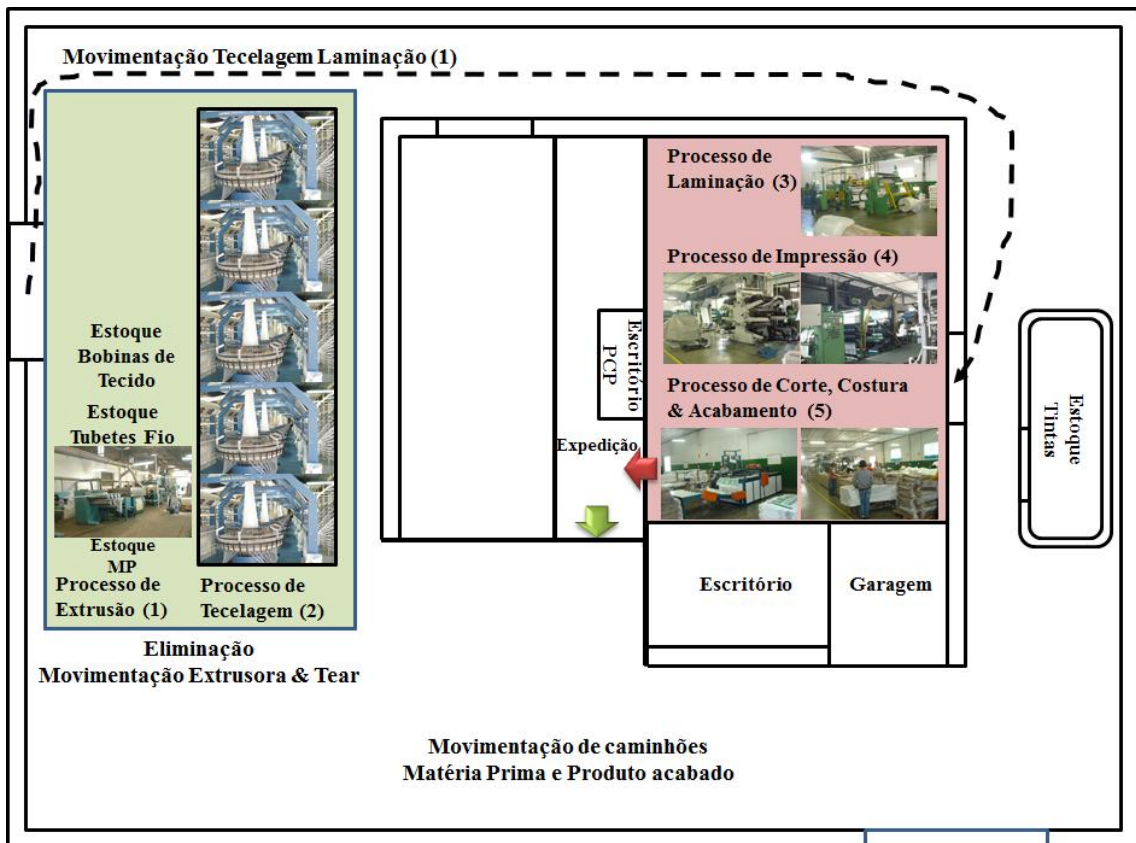 Movimentação Tecelagem Laminação (1)
Processo de
Laminação (3)
Processo de Impressão (4)
Escritório
PCP
Processo de Corte, Costura
& Acabamento (5)
Estoque
Tintas
Estoque
Bobinas de
Tecido
Estoque
Tubetes Fio
Expedição
Estoque
MP
Processo de
Extrusão (1)
Processo de
Tecelagem (2)
Escritório
Garagem
Eliminação
Movimentação Extrusora & Tear
Movimentação de caminhões
Matéria Prima e Produto acabado